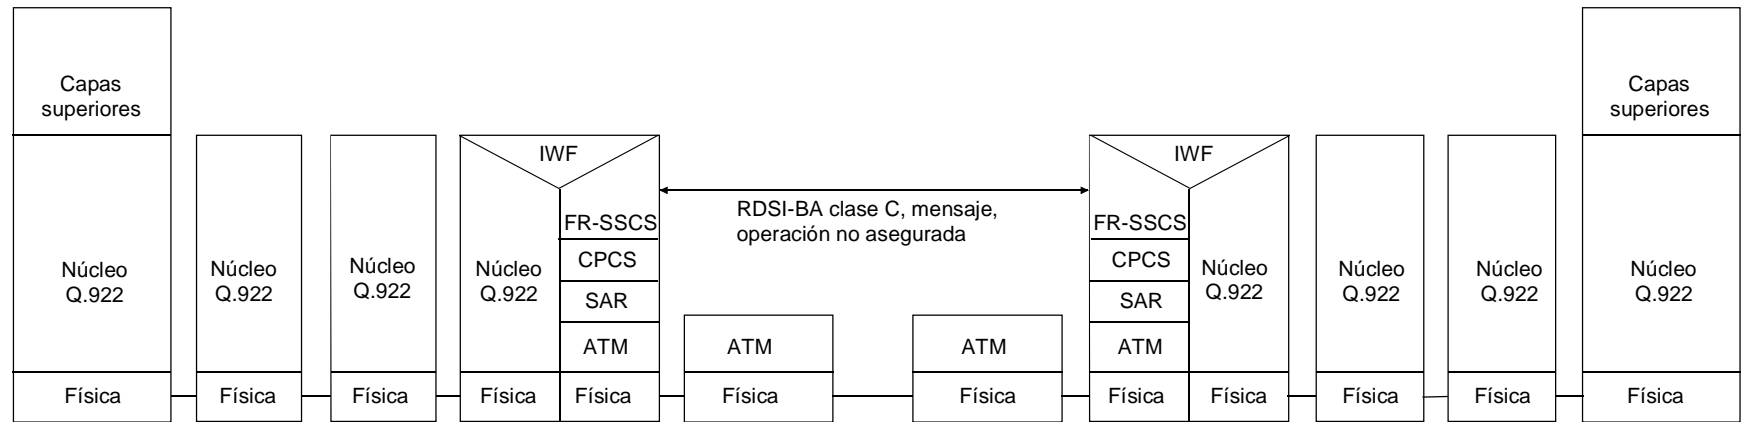 Capas
superiores
Capas
superiores
IWF
IWF
RDSI-BA clase C, mensaje,
operación no asegurada
FR-SSCS
FR-SSCS
CPCS
CPCS
SAR
SAR
Núcleo
Q.922
Núcleo
Q.922
Núcleo
Q.922
Núcleo
Q.922
Núcleo
Q.922
Núcleo
Q.922
Núcleo
Q.922
Núcleo
Q.922
ATM
ATM
ATM
ATM
Física
Física
Física
Física
Física
Física
Física
Física
Física
Física
Física
Física